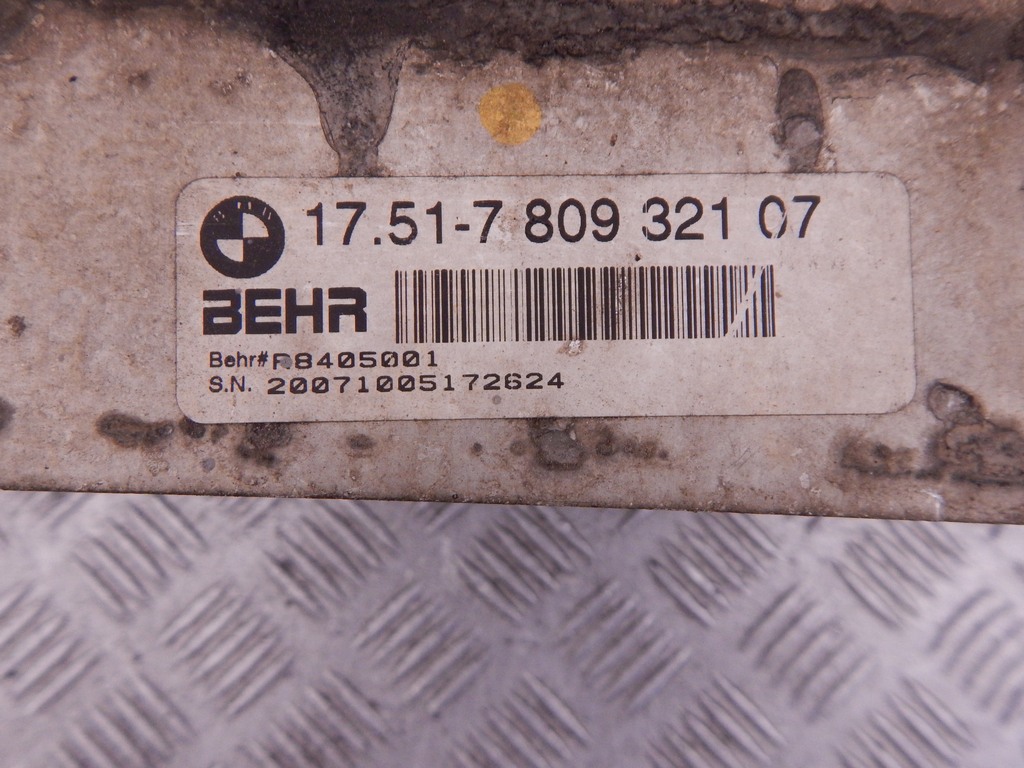 17.51-7 809 321 07
BEHR
Behr# R8405001
S.N. 20071005172624